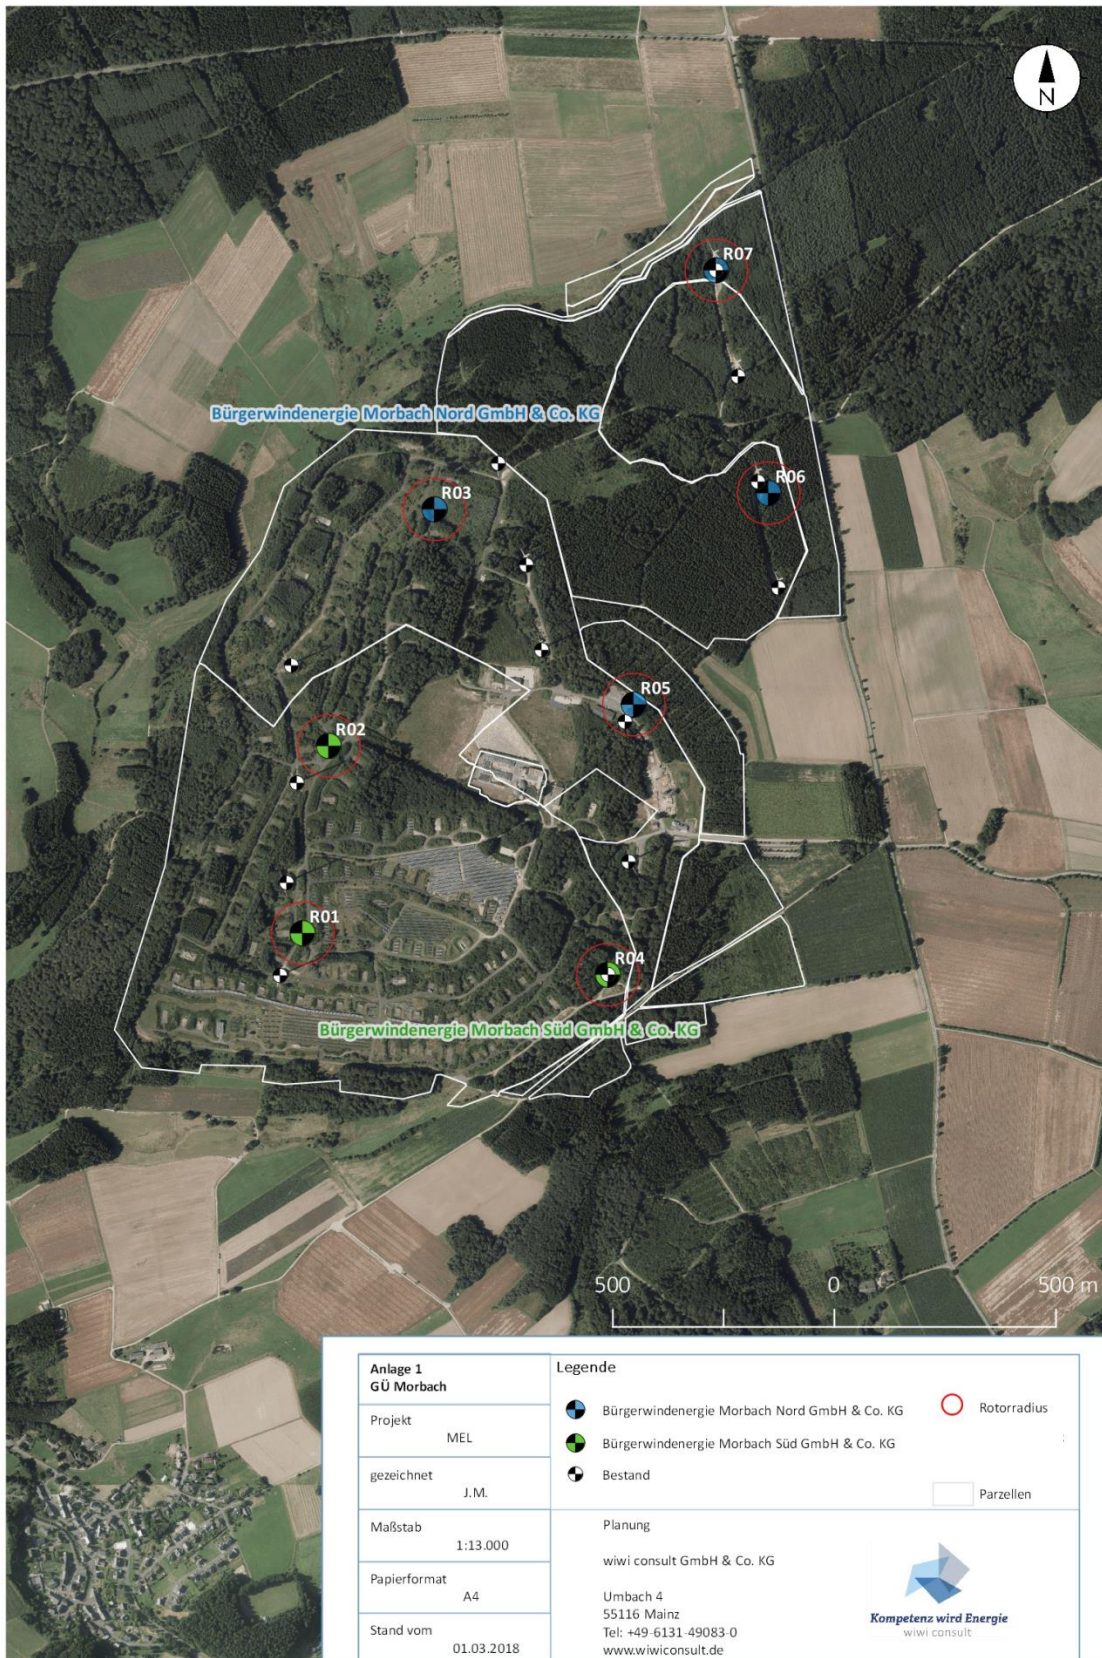 N
R07
Bürgerwindenergie Morbach Nord GmbH & Co. KG
R06
R03
R05
R02
R01
R04
Bürgerwindenergie Morbach Süd GmbH & Co. KG
500 0 500 m
Anlage 1
GÜ Morbach
Projekt
MEL
gezeichnet
J.M.
Maßstab
1:13.000
Papierformat
A4
Stand vom
01.03.2018
Legende
Bürgerwindenergie Morbach Nord GmbH & Co. KG
Bürgerwindenergie Morbach Süd GmbH & Co. KG
Bestand
Rotorradius
Parzellen
Planung
wiwi consult GmbH & Co. KG
Umbach 4
55116 Mainz
Tel: +49-6131-49083-0
www.wiwiconsult.de
Kompetenz wird Energie
wiwi consult